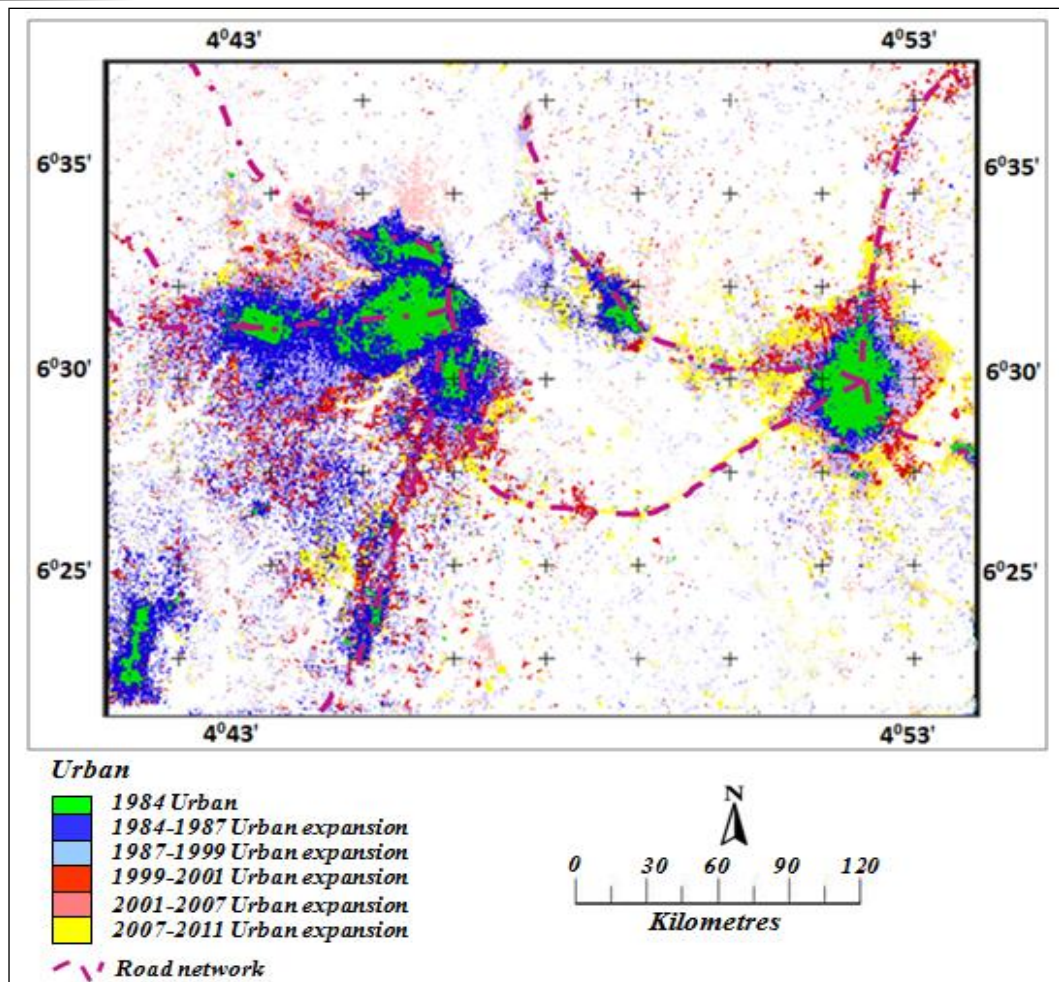 4⁰43' 4⁰53'
6⁰35' 6⁰35'
6⁰30' 6⁰30'
6⁰25' 6⁰25'
4⁰43' 4⁰53'
Urban
1984 Urban
1984-1987 Urban expansion
1987-1999 Urban expansion
1999-2001 Urban expansion
2001-2007 Urban expansion
2007-2011 Urban expansion
Road network
N
0 30 60 90 120
Kilometres